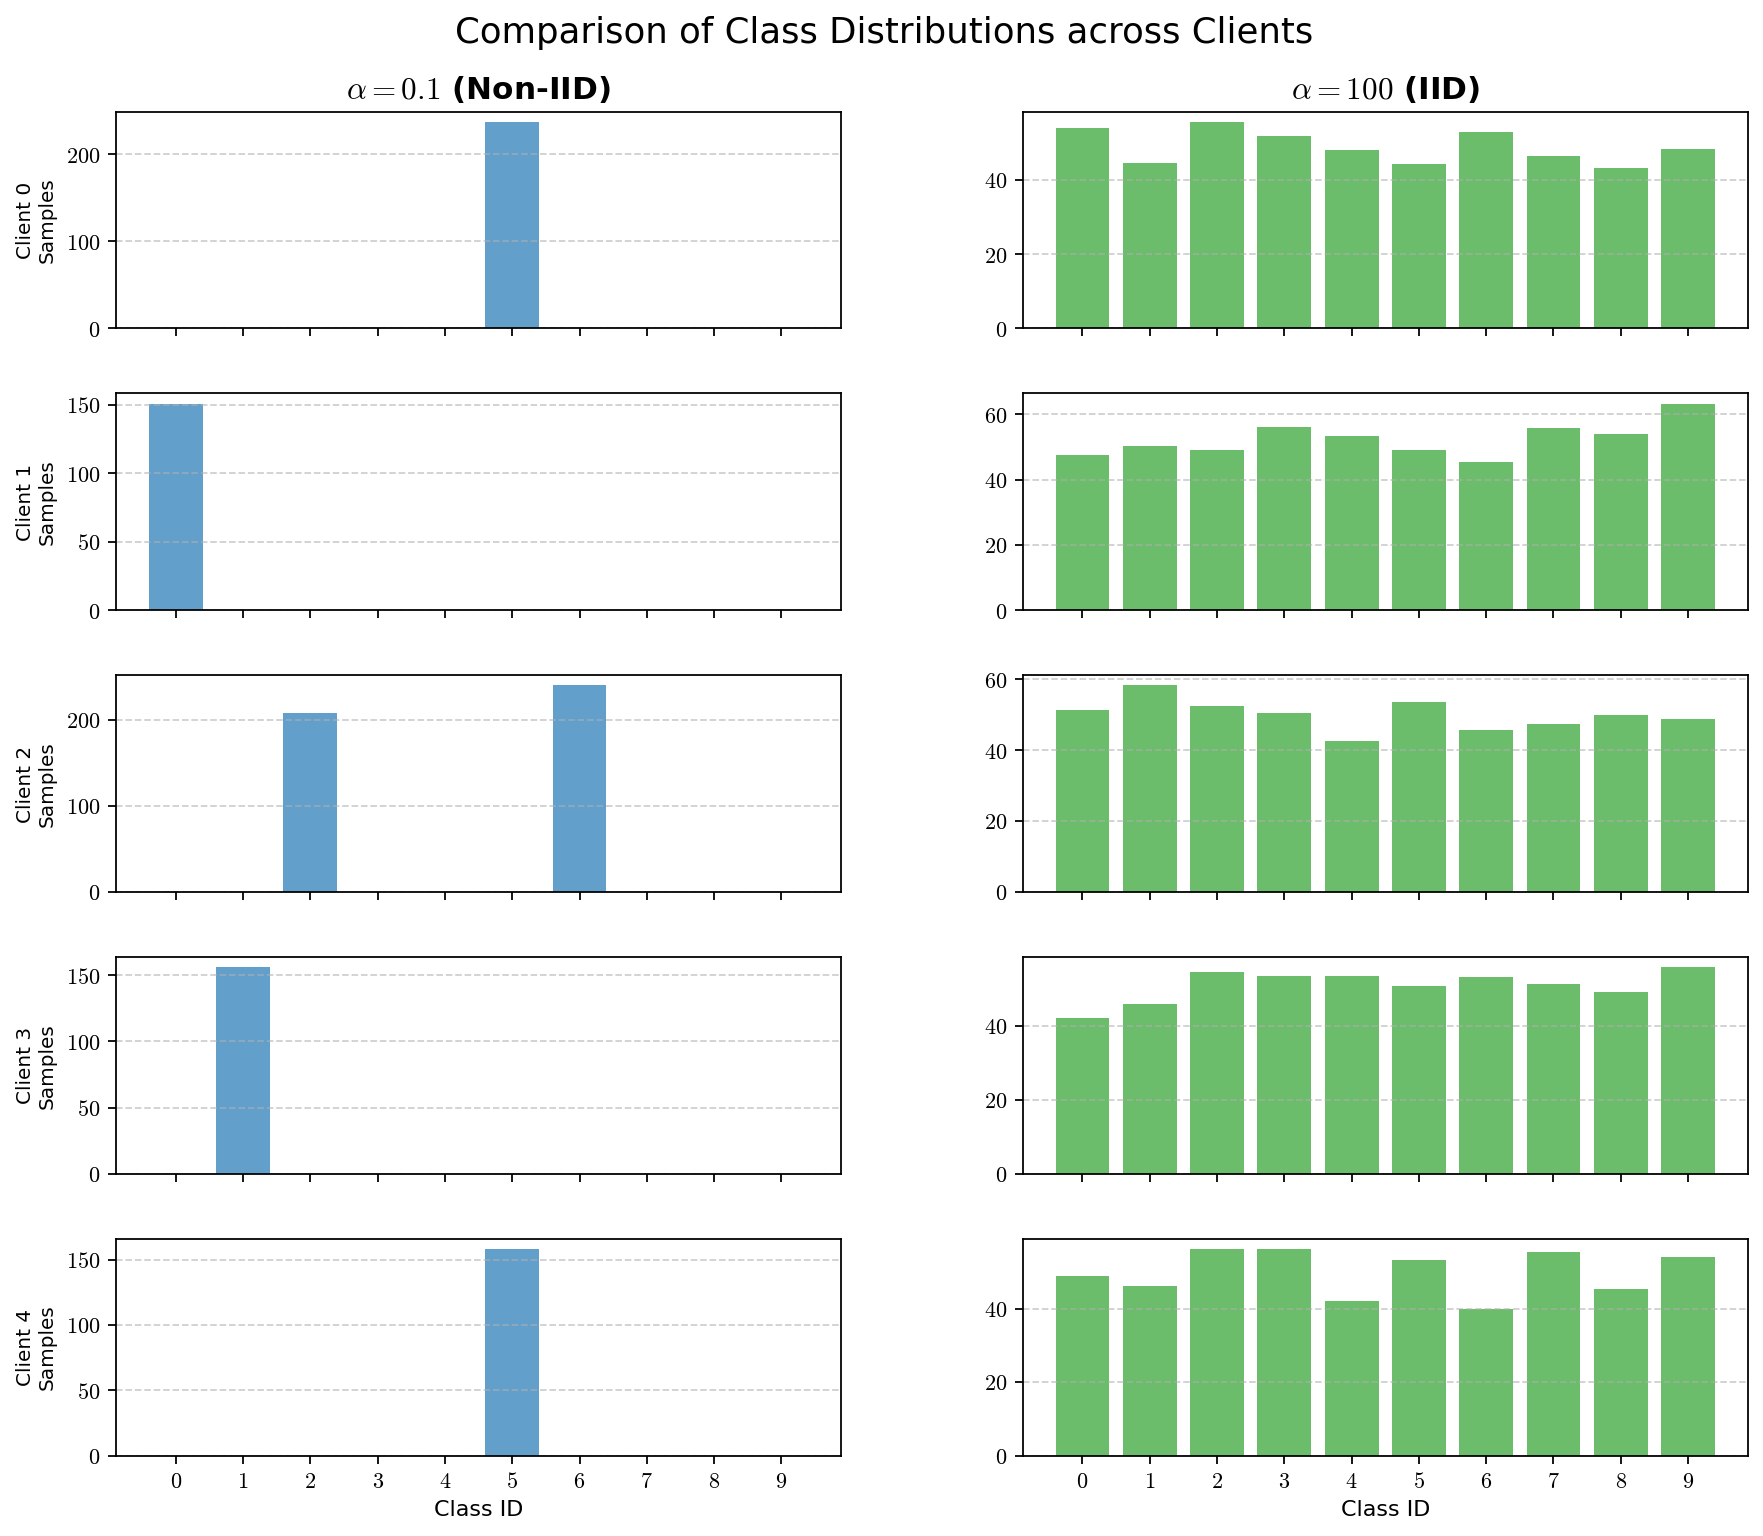 Comparison of Class Distributions across Clients
α = 0.1 (Non-IID)
α = 100 (IID)
Client 0
Samples
200
100
0
40
20
0
Client 1
Samples
150
100
50
0
60
40
20
0
Client 2
Samples
200
100
0
60
40
20
0
Client 3
Samples
150
100
50
0
40
20
0
Client 4
Samples
150
100
50
0
40
20
0
0 1 2 3 4 5 6 7 8 9
Class ID
0 1 2 3 4 5 6 7 8 9
Class ID